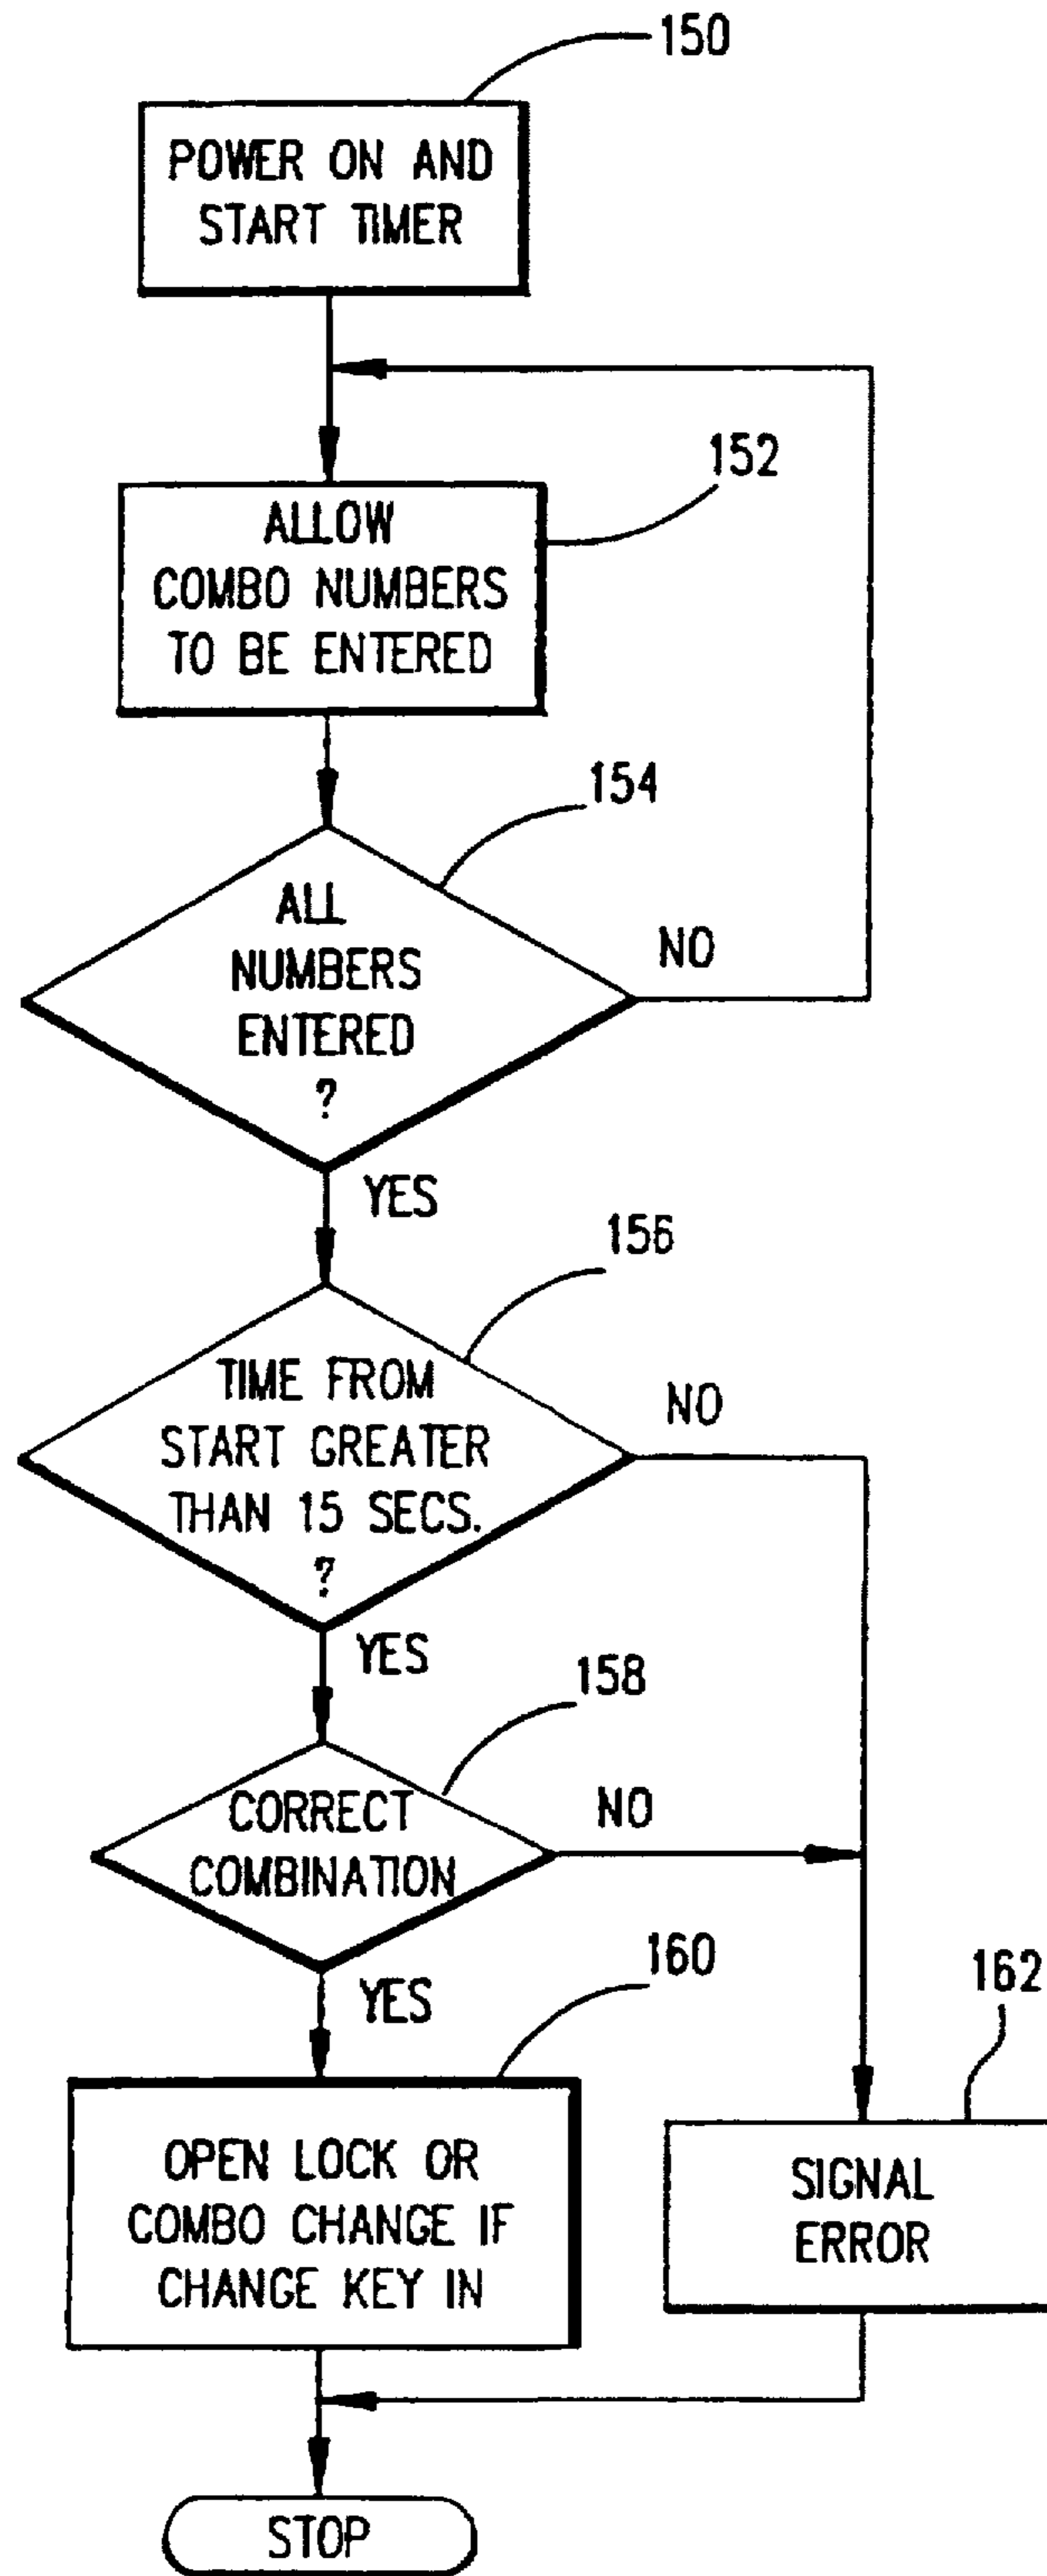 150
POWER ON AND
START TIMER
152
ALLOW
COMBO NUMBERS
TO BE ENTERED
154
ALL
NUMBERS
ENTERED
?
NO
YES
156
TIME FROM
START GREATER
THAN 15 SECS.
?
NO
YES
158
CORRECT
COMBINATION
NO
YES
160
OPEN LOCK OR
COMBO CHANGE IF
CHANGE KEY IN
162
SIGNAL
ERROR
STOP